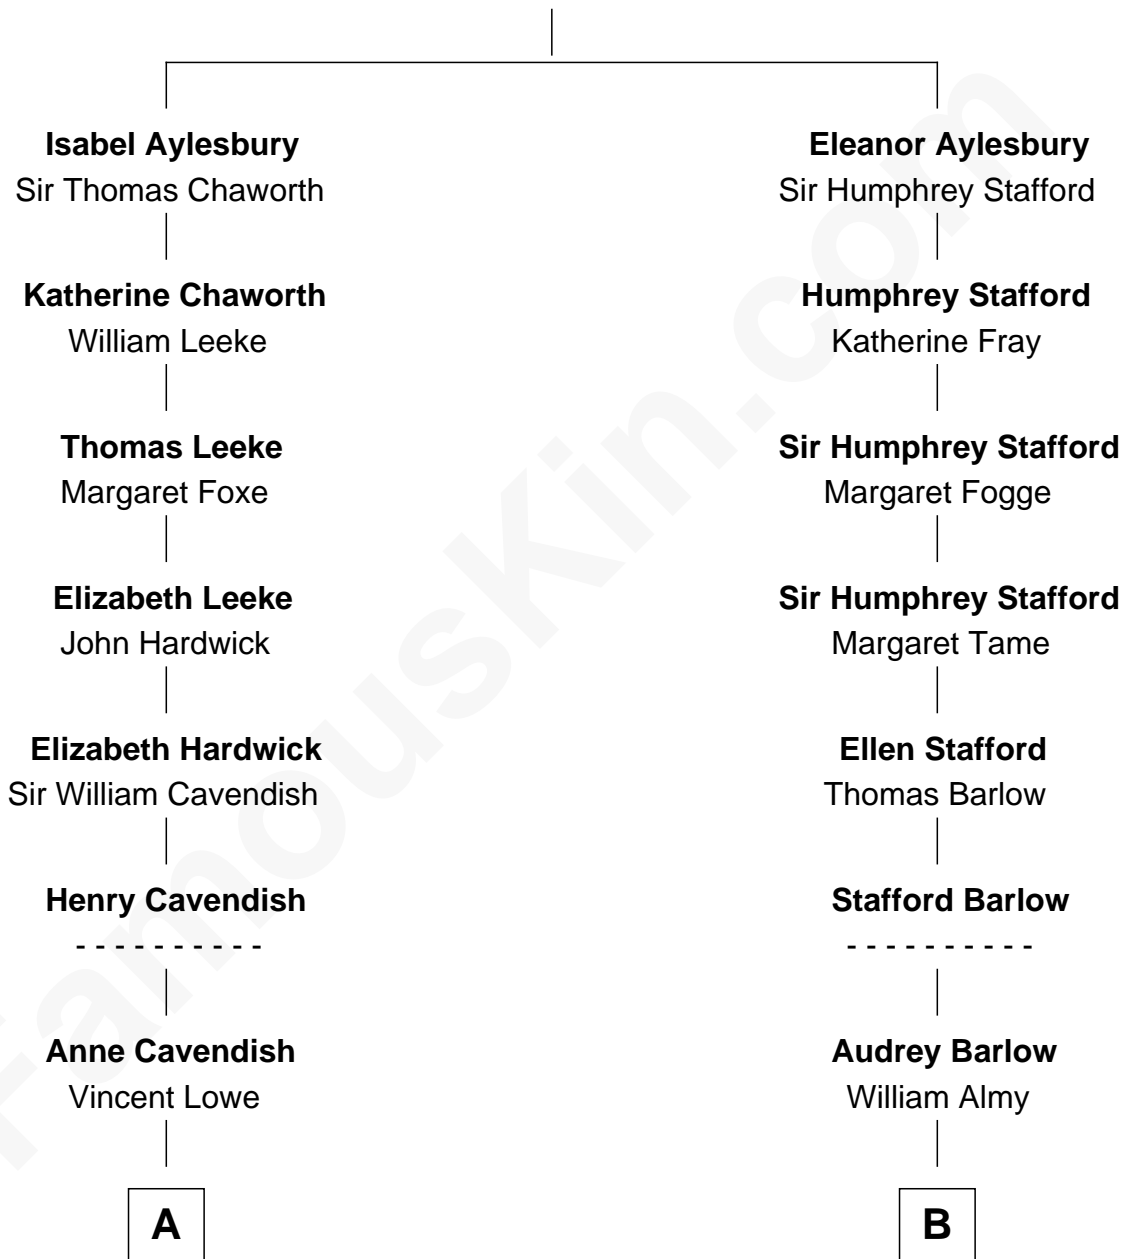 Isabel Aylesbury
Sir Thomas Chaworth
Katherine Chaworth
William Leeke
Thomas Leeke
Margaret Foxe
Elizabeth Leeke
John Hardwick
Elizabeth Hardwick
Sir William Cavendish
Henry Cavendish
- - - - - - - - - -
Anne Cavendish
Vincent Lowe
A
Eleanor Aylesbury
Sir Humphrey Stafford
Humphrey Stafford
Katherine Fray
Sir Humphrey Stafford
Margaret Fogge
Sir Humphrey Stafford
Margaret Tame
Ellen Stafford
Thomas Barlow
Stafford Barlow
- - - - - - - - - -
Audrey Barlow
William Almy
B
FamousKin.com